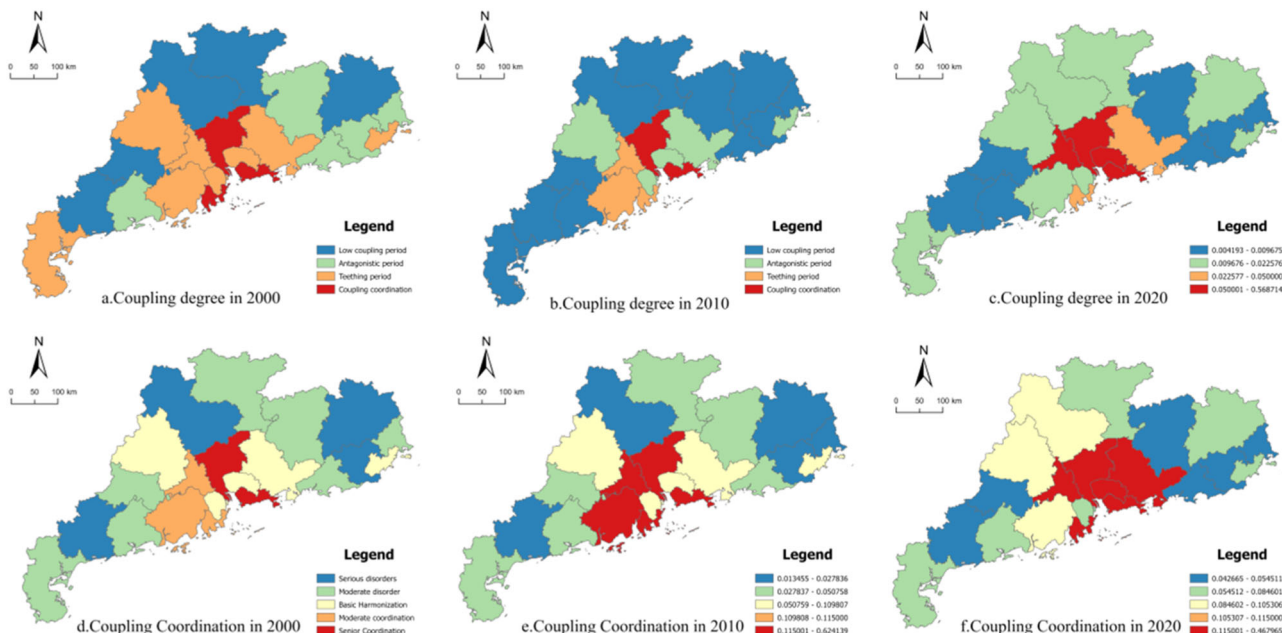 N
0 50 100 km
Legend
Low coupling period
Antagonistic period
Teething period
Coupling coordination
a.Coupling degree in 2000
N
0 50 100 km
Legend
Low coupling period
Antagonistic period
Teething period
Coupling coordination
b.Coupling degree in 2010
N
0 50 100 km
Legend
0.004193 - 0.009675
0.009676 - 0.022576
0.022577 - 0.050000
0.050001 - 0.568714
c.Coupling degree in 2020
N
0 50 100 km
Legend
Serious disorders
Moderate disorder
Basic Harmonization
Moderate coordination
Senior Coordination
d.Coupling Coordination in 2000
N
0 50 100 km
Legend
0.013455 - 0.027836
0.027837 - 0.050758
0.050759 - 0.109807
0.109808 - 0.115000
0.115001 - 0.624139
e.Coupling Coordination in 2010
N
0 50 100 km
Legend
0.042665 - 0.054511
0.054512 - 0.084601
0.084602 - 0.105301
0.115001 - 0.467965
f.Coupling Coordination in 2020